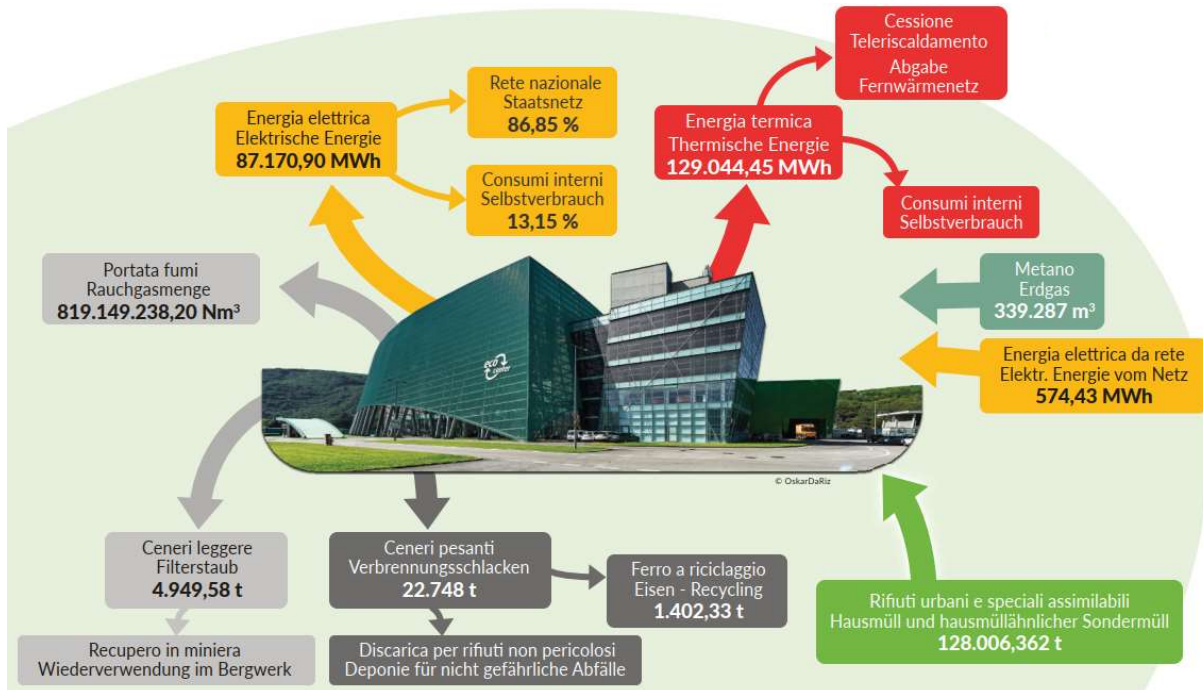 Cessione
Teleriscaldamento
Abgabe
Fernwärmenetz
Rete nazionale
Staatsnetz
86,85 %
Energia elettrica
Elektrische Energie
87.170,90 MWh
Energia termica
Thermische Energie
129.044,45 MWh
Consumi interni
Selbstverbrauch
13,15 %
Consumi interni
Selbstverbrauch
Portata fumi
Rauchgasmenge
819.149.238,20 Nm³
Metano
Erdgas
339.287 m³
eco
center
Energia elettrica da rete
Elektr. Energie vom Netz
574,43 MWh
© OskarDaRiz
Ceneri leggere
Filterstaub
4.949,58 t
Ceneri pesanti
Verbrennungsschlacken
22.748 t
Ferro a riciclaggio
Eisen - Recycling
1.402,33 t
Rifiuti urbani e speciali assimilabili
Hausmüll und hausmüllähnlicher Sondermüll
128.006,362 t
Recupero in miniera
Wiederverwendung im Bergwerk
Discarica per rifiuti non pericolosi
Deponie für nicht gefährliche Abfälle